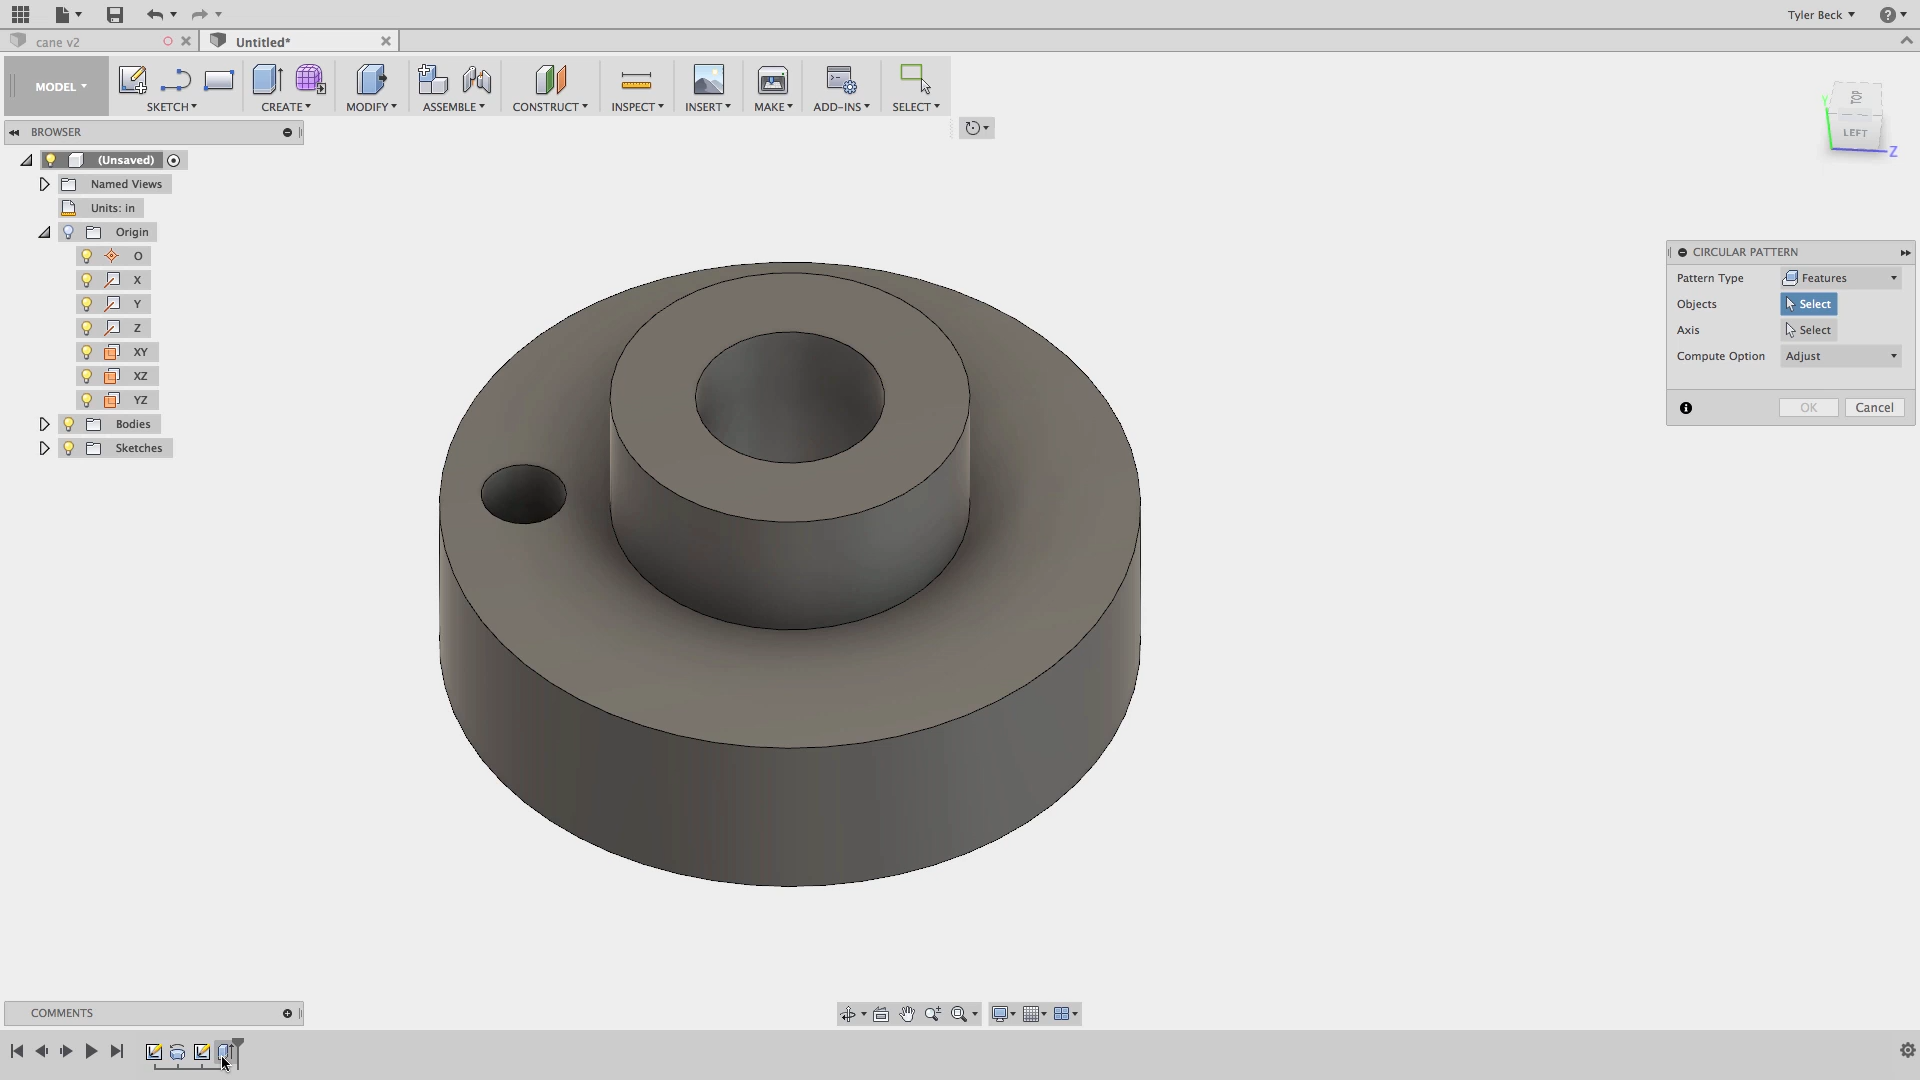 Tyler Beck
cane v2
Untitled*
MODEL
SKETCH
CREATE
MODIFY
ASSEMBLE
CONSTRUCT
INSPECT
INSERT
MAKE
ADD-INS
SELECT
TOP
LEFT
Y
Z
BROWSER
(Unsaved)
Named Views
Units: in
Origin
O
X
Y
Z
XY
XZ
YZ
Bodies
Sketches
CIRCULAR PATTERN
Pattern Type Features
Objects Select
Axis Select
Compute Option Adjust
OK Cancel
COMMENTS